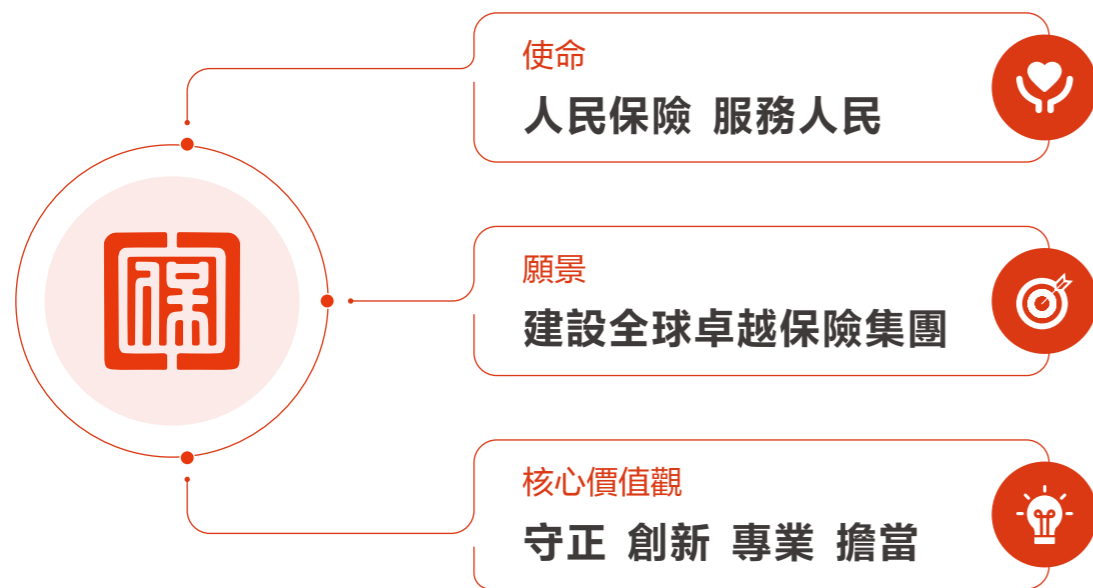 保
使命
人民保險 服務人民
願景
建設全球卓越保險集團
核心價值觀
守正 創新 專業 擔當